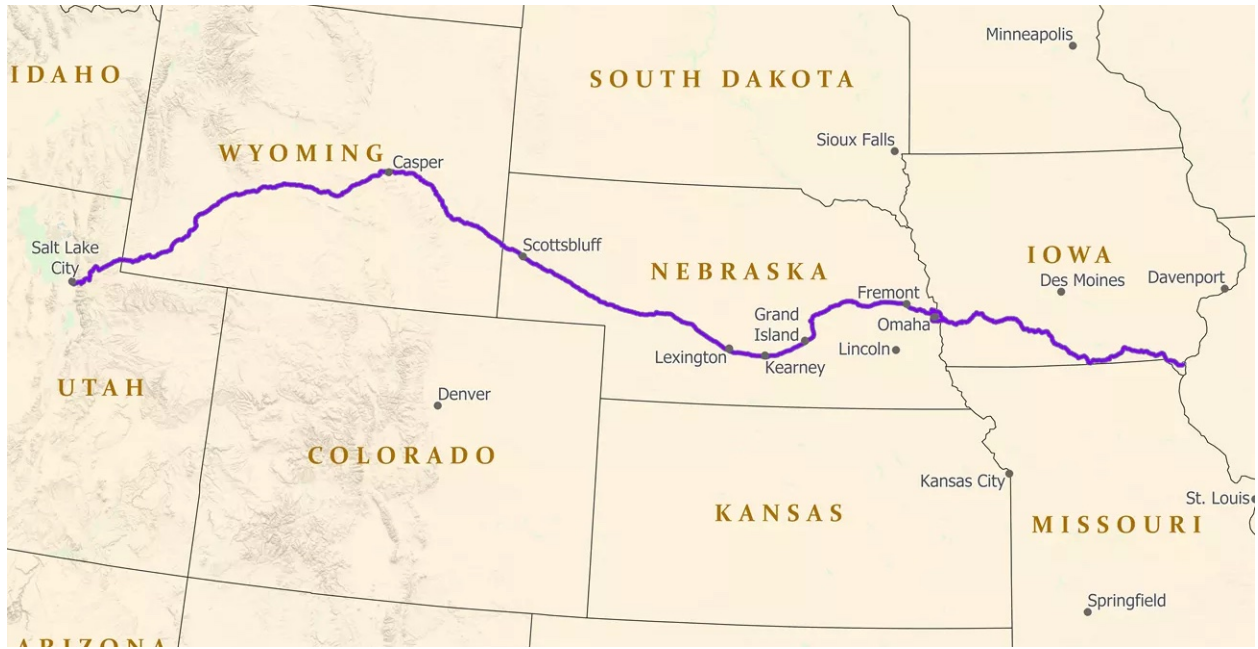 Minneapolis
IDAHO
SOUTH DAKOTA
Sioux Falls
WYOMING
Casper
Salt Lake
City
Scottsbluff
NEBRASKA
IOWA
Des Moines
Davenport
Fremont
Grand
Island
Omaha
Lincoln
Lexington
Kearney
UTAH
Denver
COLORADO
Kansas City
St. Louis
KANSAS
MISSOURI
Springfield
ARIZONA